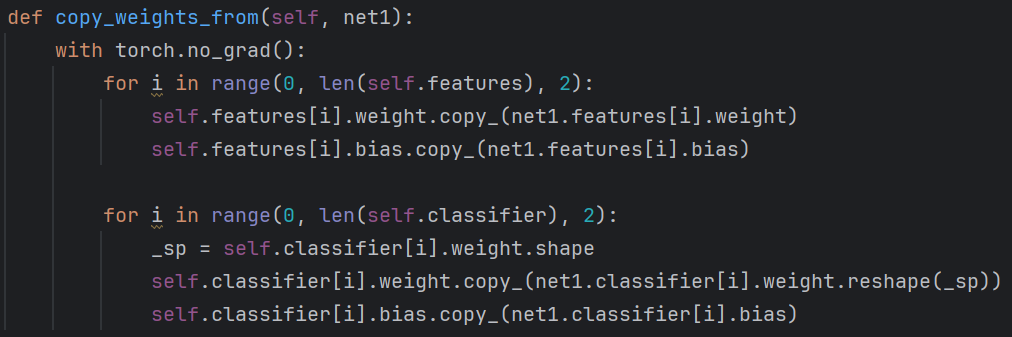 def copy_weights_from(self, net1):
    with torch.no_grad():
        for i in range(0, len(self.features), 2):
            self.features[i].weight.copy_(net1.features[i].weight)
            self.features[i].bias.copy_(net1.features[i].bias)

        for i in range(0, len(self.classifier), 2):
            _sp = self.classifier[i].weight.shape
            self.classifier[i].weight.copy_(net1.classifier[i].weight.reshape(_sp))
            self.classifier[i].bias.copy_(net1.classifier[i].bias)